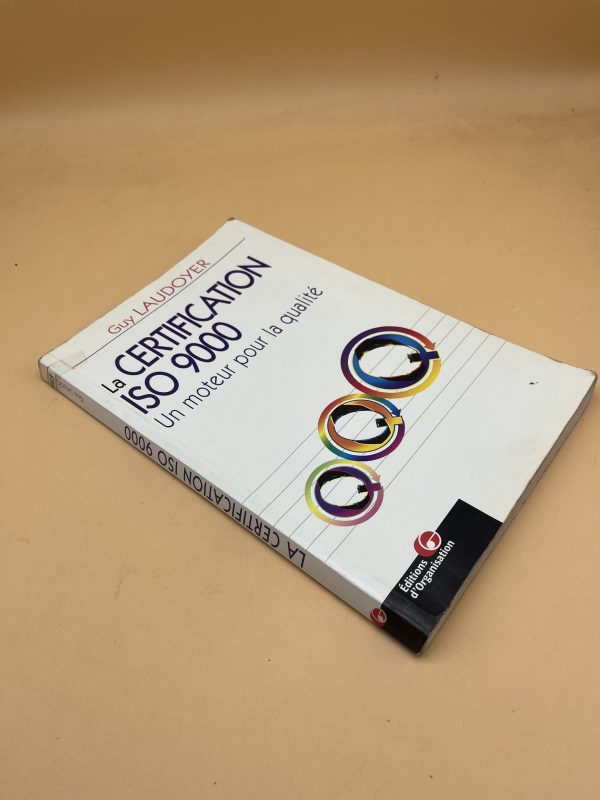 Guy LAUDOYER
La CERTIFICATION
ISO 9000
Un moteur pour la qualité
Éditions
d'Organisation
LA CERTIFICATION ISO 9000